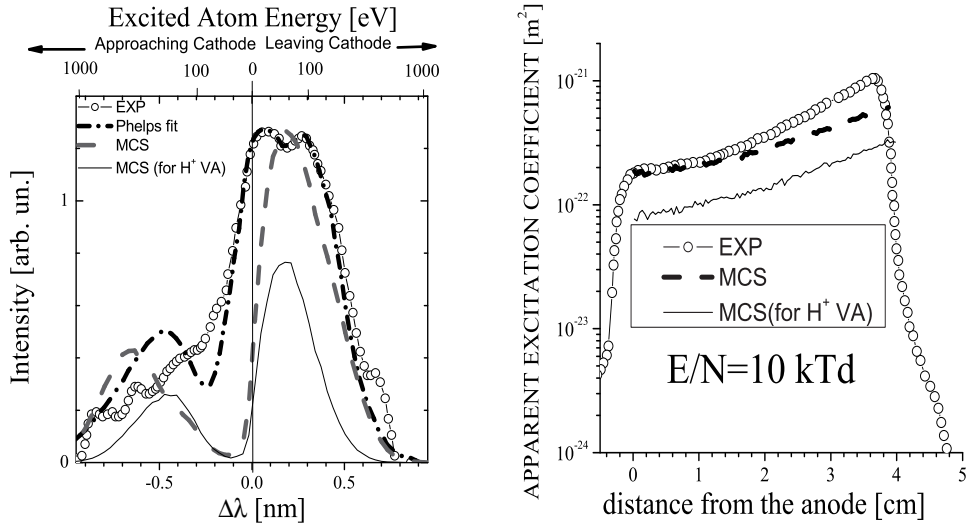 Excited Atom Energy [eV]
Approaching Cathode Leaving Cathode
1000 100 0 100 1000
EXP
Phelps fit
MCS
MCS (for H⁺ VA)
1
0
Intensity [arb. un.]
-0.5 0.0 0.5
Δλ [nm]
APPARENT EXCITATION COEFFICIENT [m²]
10⁻²¹
10⁻²²
10⁻²³
10⁻²⁴
EXP
MCS
MCS(for H⁺ VA)
E/N=10 kTd
0 1 2 3 4 5
distance from the anode [cm]